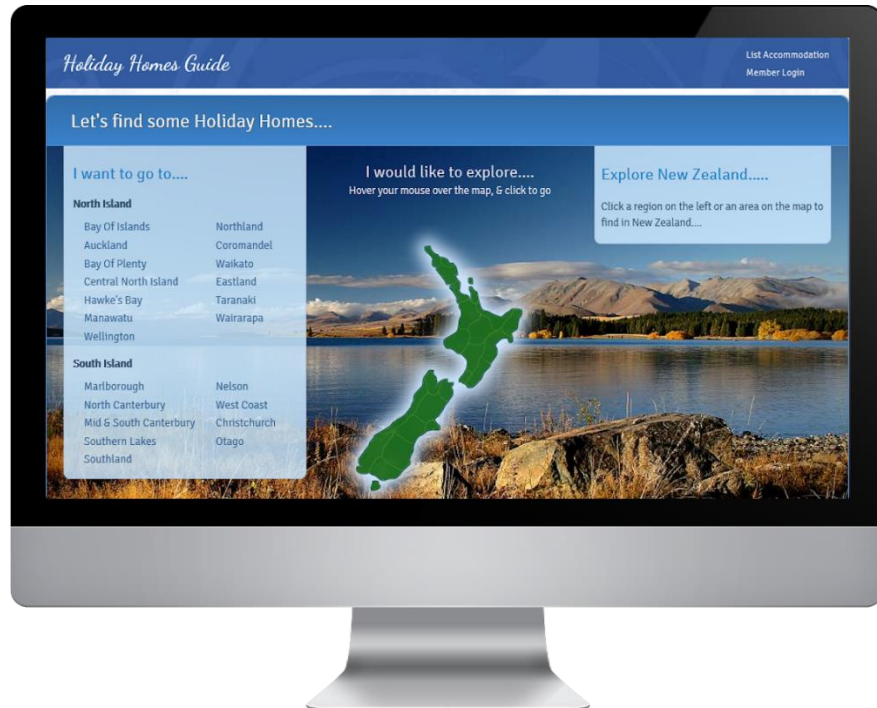 Holiday Homes Guide
List Accommodation
Member Login
Let's find some Holiday Homes....
I want to go to....
North Island
Bay Of Islands
Northland
Auckland
Coromandel
Bay Of Plenty
Waikato
Central North Island
Eastland
Hawke's Bay
Taranaki
Manawatu
Wairarapa
Wellington
South Island
Marlborough
Nelson
North Canterbury
West Coast
Mid & South Canterbury
Christchurch
Southern Lakes
Otago
Southland
I would like to explore....
Hover your mouse over the map, & click to go
Explore New Zealand.....
Click a region on the left or an area on the map to
find in New Zealand....